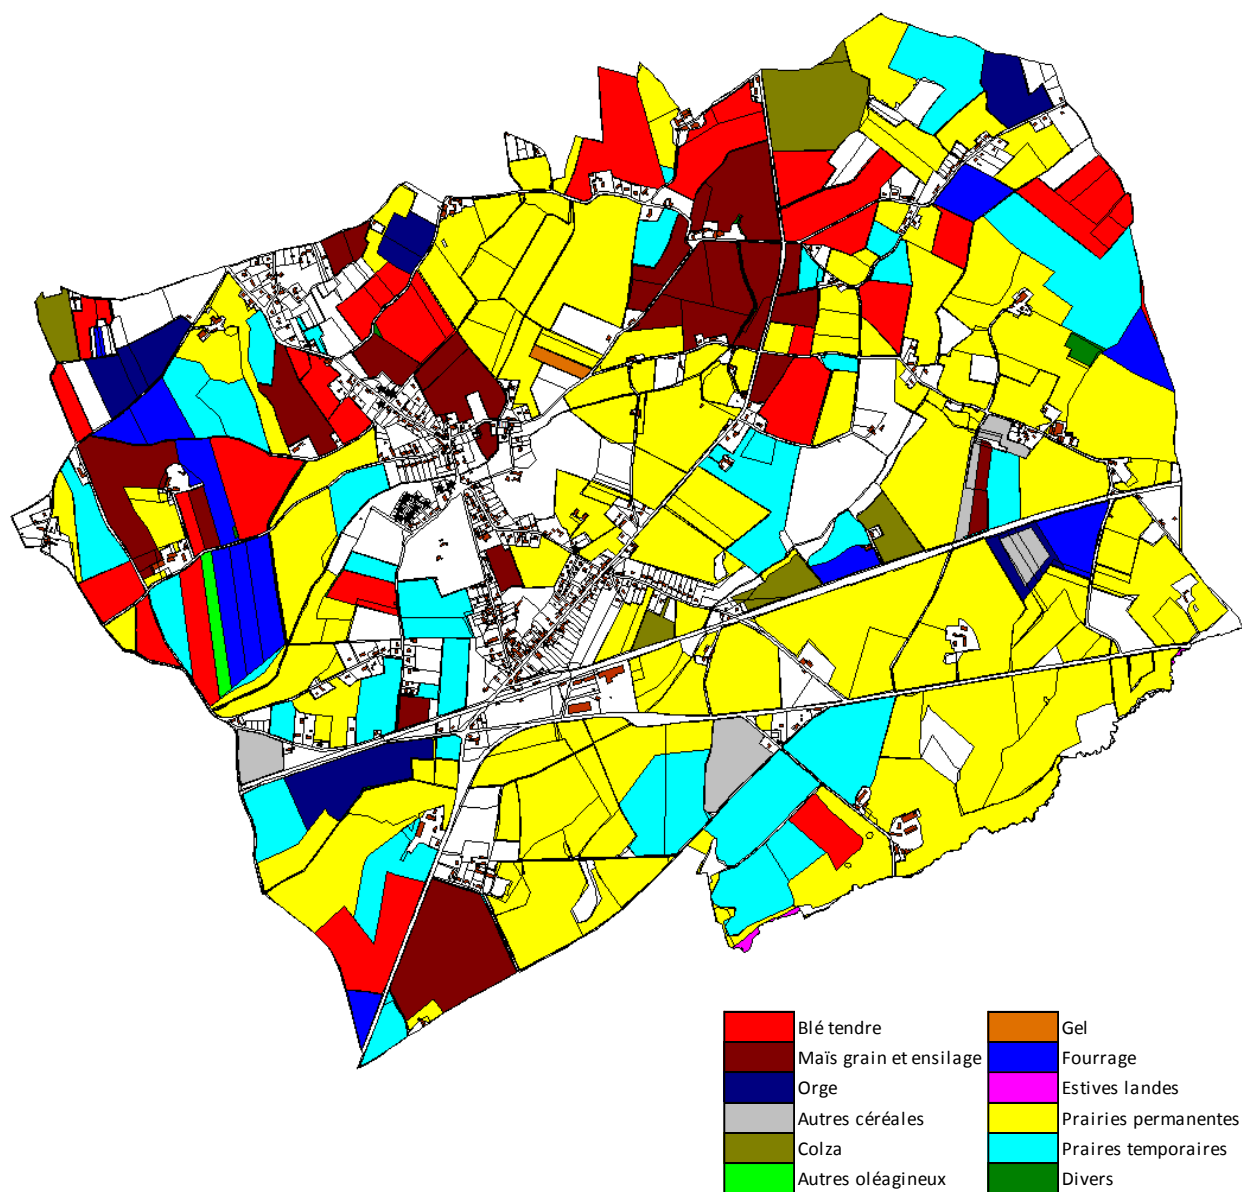 Blé tendre
Maïs grain et ensilage
Orge
Autres céréales
Colza
Autres oléagineux
Gel
Fourrage
Estives landes
Prairies permanentes
Praires temporaires
Divers